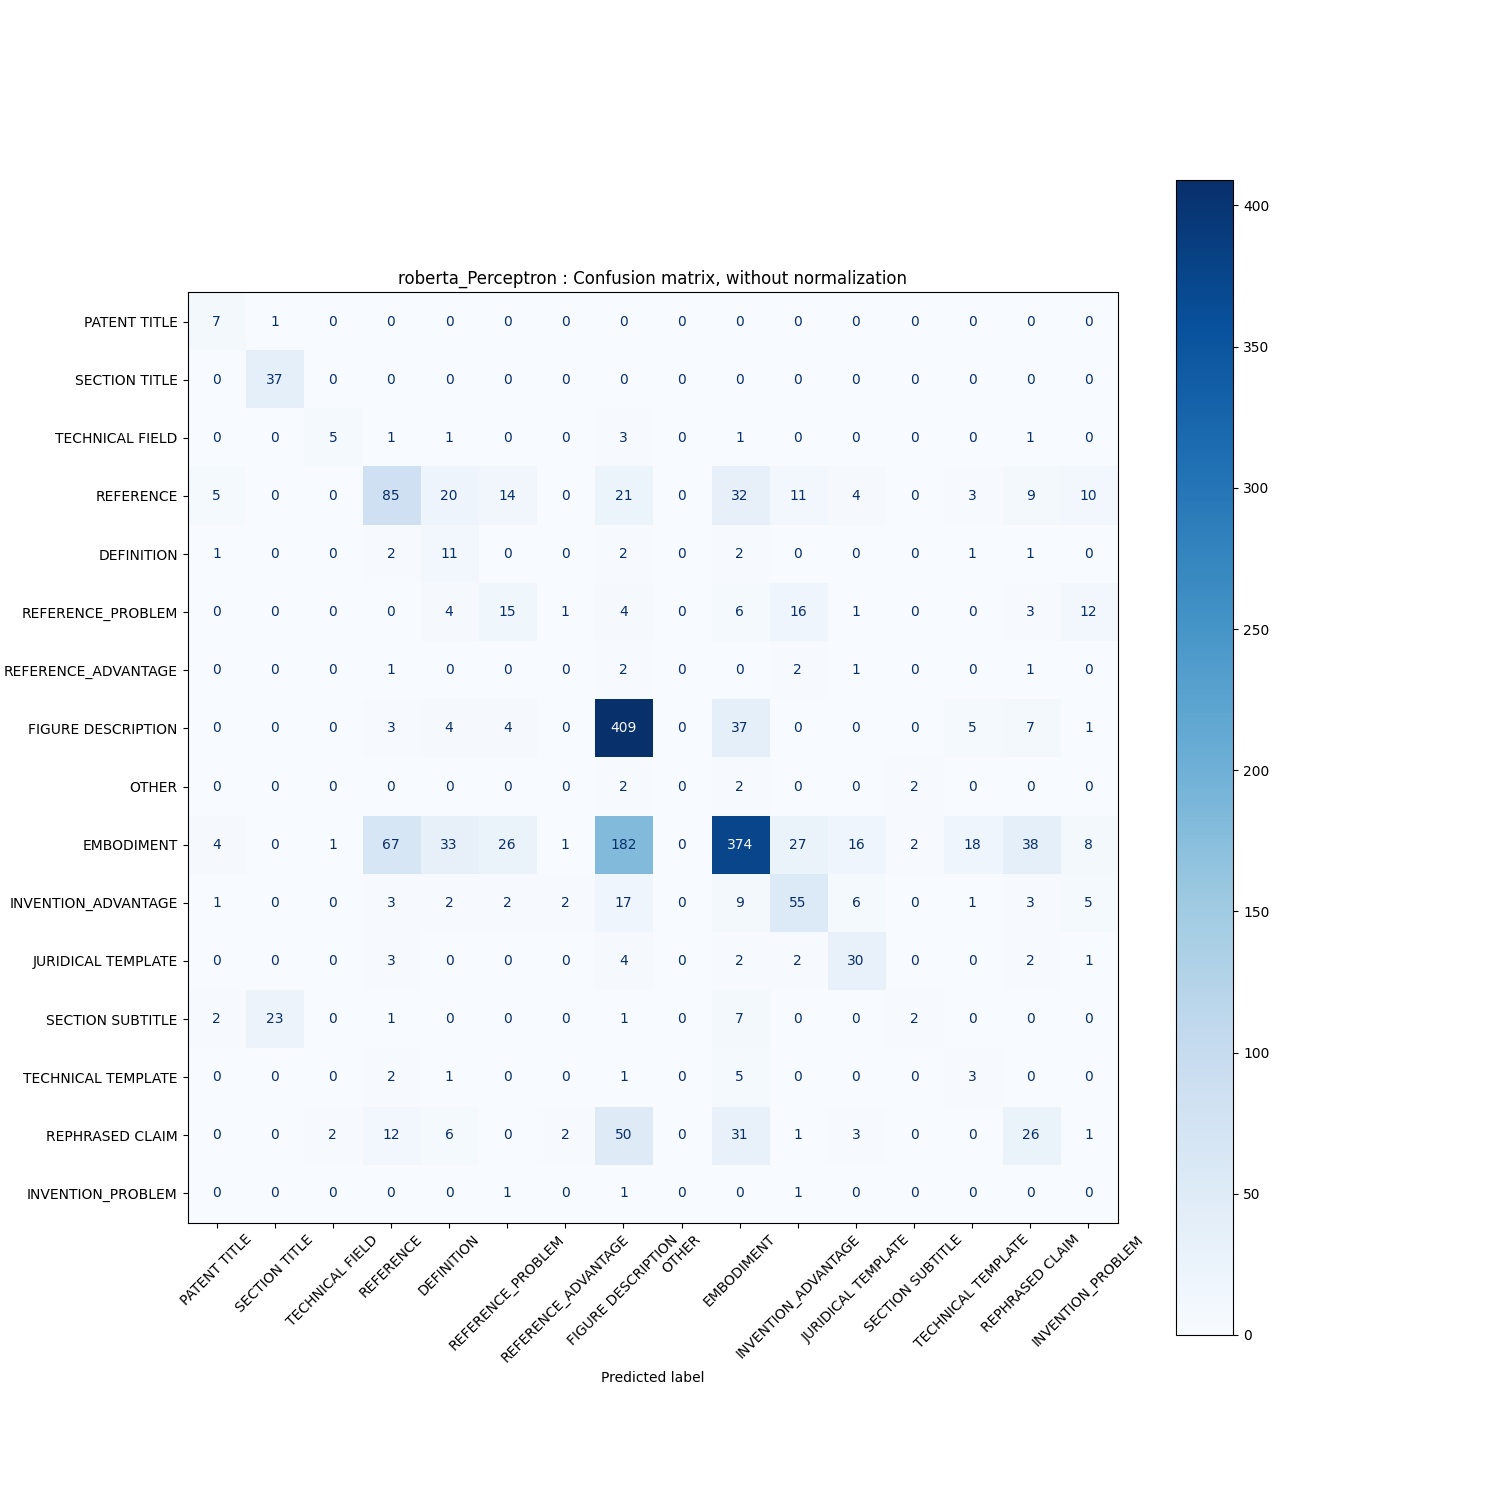 roberta_Perceptron : Confusion matrix, without normalization
PATENT TITLE 7 1 0 0 0 0 0 0 0 0 0 0 0 0 0 0
SECTION TITLE 0 37 0 0 0 0 0 0 0 0 0 0 0 0 0 0
TECHNICAL FIELD 0 0 5 1 1 0 0 3 0 1 0 0 0 0 1 0
REFERENCE 5 0 0 85 20 14 0 21 0 32 11 4 0 3 9 10
DEFINITION 1 0 0 2 11 0 0 2 0 2 0 0 0 1 1 0
REFERENCE_PROBLEM 0 0 0 0 4 15 1 4 0 6 16 1 0 0 3 12
REFERENCE_ADVANTAGE 0 0 0 1 0 0 0 2 0 0 2 1 0 0 1 0
FIGURE DESCRIPTION 0 0 0 3 4 4 0 409 0 37 0 0 0 5 7 1
OTHER 0 0 0 0 0 0 0 2 0 2 0 0 2 0 0 0
EMBODIMENT 4 0 1 67 33 26 1 182 0 374 27 16 2 18 38 8
INVENTION_ADVANTAGE 1 0 0 3 2 2 2 17 0 9 55 6 0 1 3 5
JURIDICAL TEMPLATE 0 0 0 3 0 0 0 4 0 2 2 30 0 0 2 1
SECTION SUBTITLE 2 23 0 1 0 0 0 1 0 7 0 0 2 0 0 0
TECHNICAL TEMPLATE 0 0 0 2 1 0 0 1 0 5 0 0 0 3 0 0
REPHRASED CLAIM 0 0 2 12 6 0 2 50 0 31 1 3 0 0 26 1
INVENTION_PROBLEM 0 0 0 0 0 1 0 1 0 0 1 0 0 0 0 0
PATENT TITLE
SECTION TITLE
TECHNICAL FIELD
REFERENCE
DEFINITION
REFERENCE_PROBLEM
REFERENCE_ADVANTAGE
FIGURE DESCRIPTION
OTHER
EMBODIMENT
INVENTION_ADVANTAGE
JURIDICAL TEMPLATE
SECTION SUBTITLE
TECHNICAL TEMPLATE
REPHRASED CLAIM
INVENTION_PROBLEM
Predicted label
400
350
300
250
200
150
100
50
0